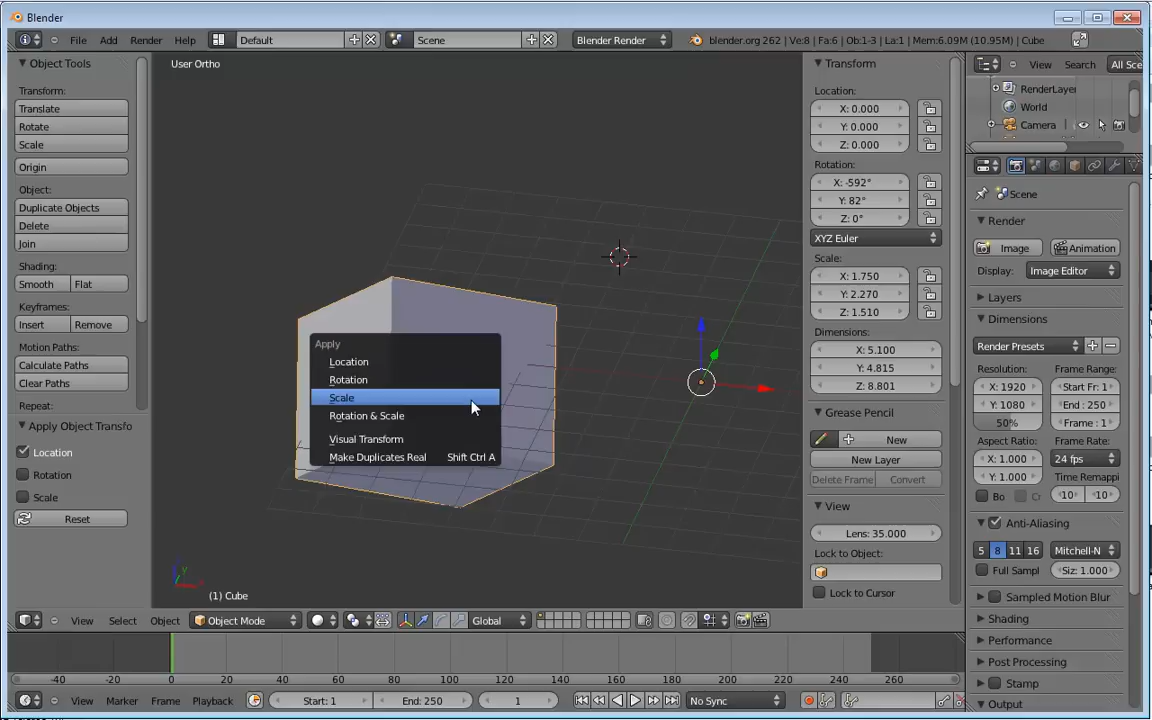 Blender
File Add Render Help Default Scene Blender Render blender.org 262 | Ve:8 | Fa:6 | Ob:1-3 | La:1 | Mem:6.09M (10.95M) | Cube
Object Tools
Transform:
Translate
Rotate
Scale
Origin
Object:
Duplicate Objects
Delete
Join
Shading:
Smooth Flat
Keyframes:
Insert Remove
Motion Paths:
Calculate Paths
Clear Paths
Repeat:
Apply Object Transfo
Location
Rotation
Scale
Reset
User Ortho
Apply
Location
Rotation
Scale
Rotation & Scale
Visual Transform
Make Duplicates Real Shift Ctrl A
(1) Cube
Transform
Location:
X: 0.000
Y: 0.000
Z: 0.000
Rotation:
X: -592°
Y: 82°
Z: 0°
XYZ Euler
Scale:
X: 1.750
Y: 2.270
Z: 1.510
Dimensions:
X: 5.100
Y: 4.815
Z: 8.801
Grease Pencil
New
New Layer
Delete Frame Convert
View
Lens: 35.000
Lock to Object:
Lock to Cursor
View Search All Sce
RenderLayer
World
Camera
Scene
Render
Image Animation
Display: Image Editor
Layers
Dimensions
Render Presets
Resolution: Frame Range:
X: 1920 Start Fr: 1
Y: 1080 End : 250
50% Frame : 1
Aspect Ratio: Frame Rate:
X: 1.000 24 fps
Y: 1.000 Time Remappi
Bo Cr 10 10
Anti-Aliasing
5 8 11 16 Mitchell-N
Full Sampl Siz: 1.000
Sampled Motion Blur
Shading
Performance
Post Processing
Stamp
Output
View Select Object Object Mode Global
-40 -20 0 20 40 60 80 100 120 140 160 180 200 220 240 260
View Marker Frame Playback Start: 1 End: 250 1 No Sync